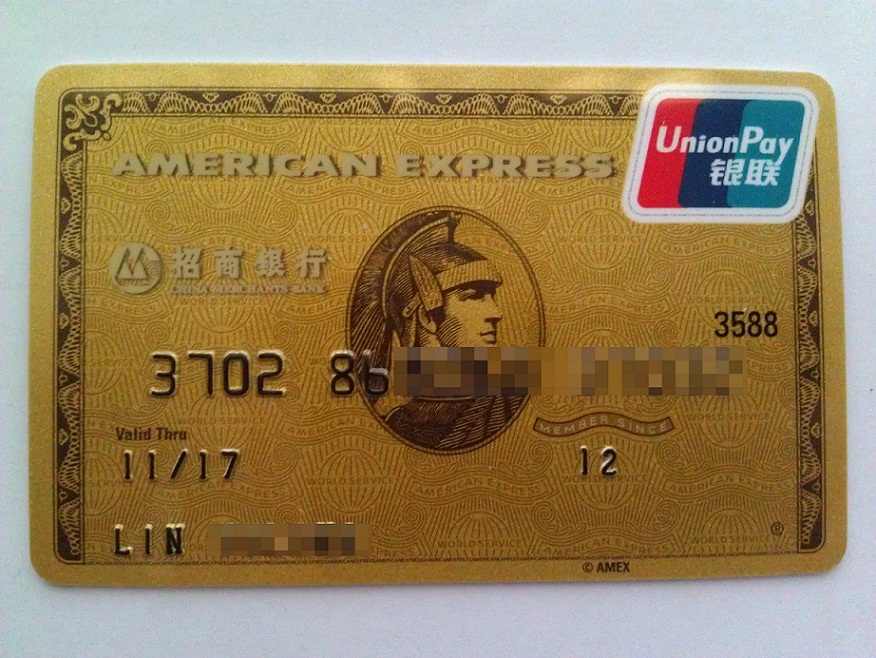 AMERICAN EXPRESS
UnionPay
银联
招商银行
CHINA MERCHANTS BANK
3588
3702 86
MEMBER SINCE
Valid Thru
11/17
12
LIN
®
© AMEX